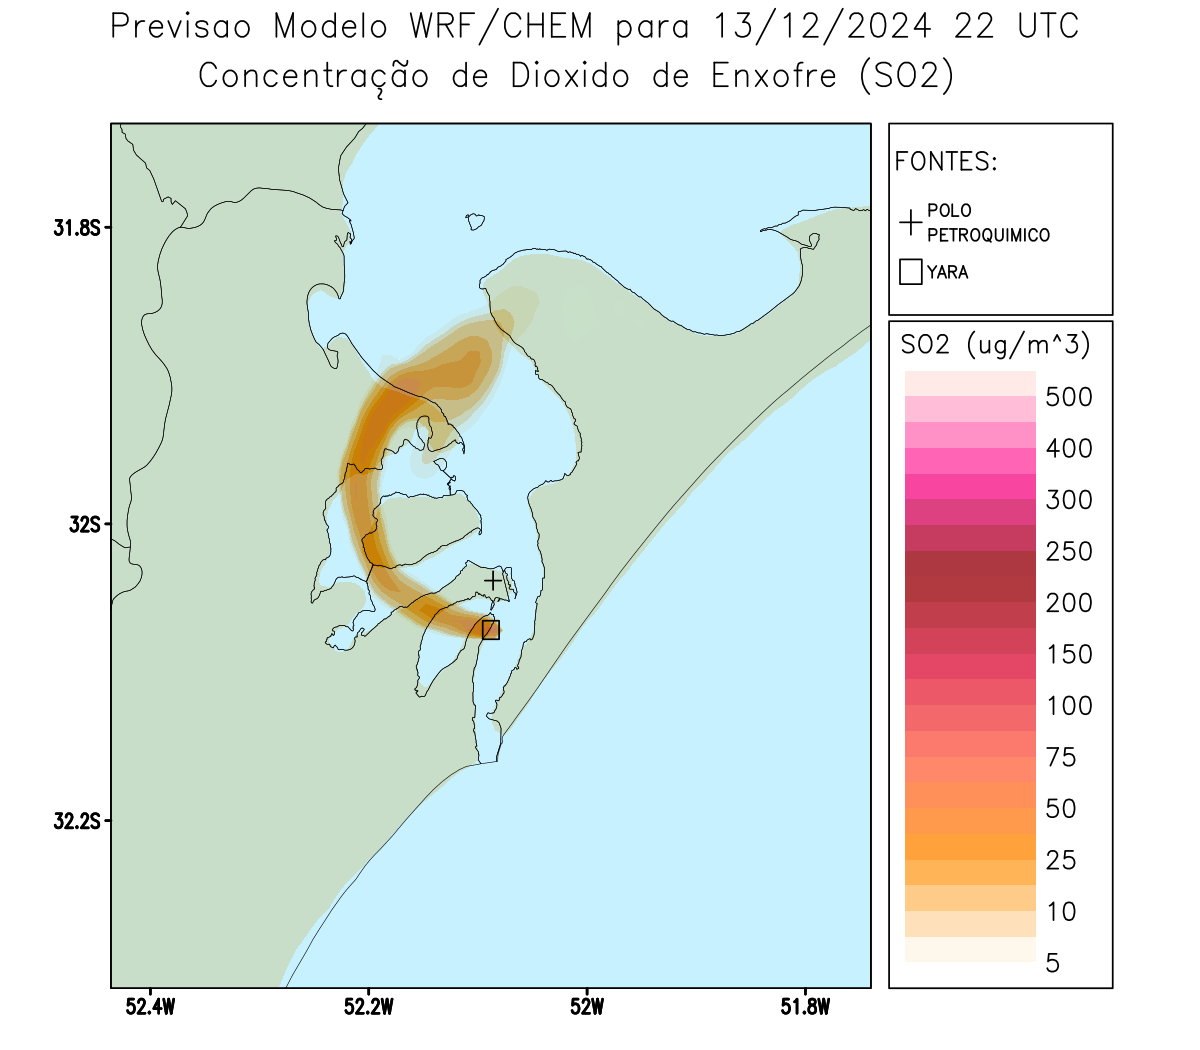 Previsao Modelo WRF/CHEM para 13/12/2024 22 UTC
Concentração de Dioxido de Enxofre (SO2)
FONTES:
POLO
PETROQUIMICO
YARA
31.8S
32S
32.2S
52.4W
52.2W
52W
51.8W
SO2 (ug/m^3)
500
400
300
250
200
150
100
75
50
25
10
5